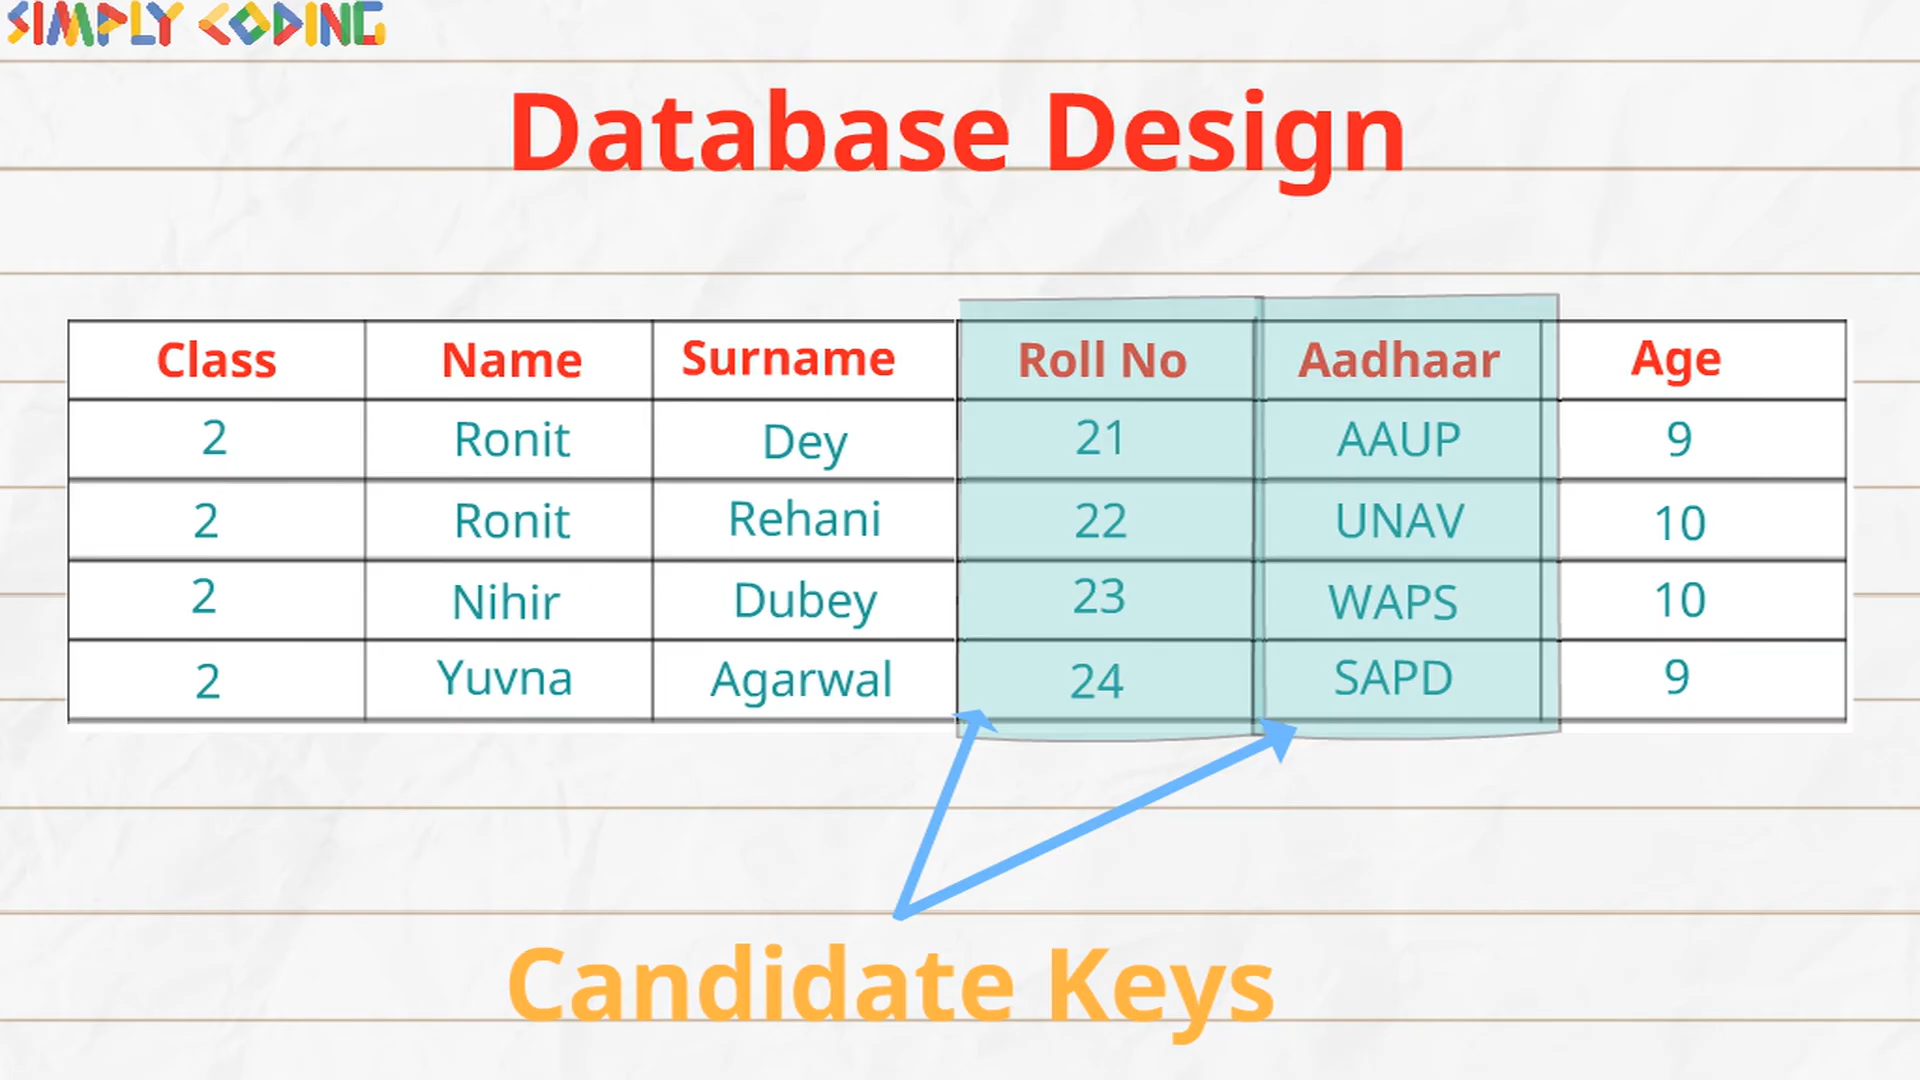 SIMPLY CODING
Database Design
Class Name Surname Roll No Aadhaar Age
2 Ronit Dey 21 AAUP 9
2 Ronit Rehani 22 UNAV 10
2 Nihir Dubey 23 WAPS 10
2 Yuvna Agarwal 24 SAPD 9
Candidate Keys